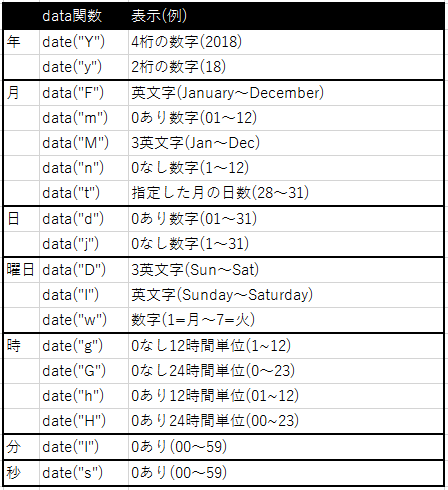 data関数 表示(例)
年 date("Y") 4桁の数字(2018)
date("y") 2桁の数字(18)
月 data("F") 英文字(January～December)
data("m") 0あり数字(01～12)
data("M") 3英文字(Jan～Dec)
data("n") 0なし数字(1～12)
data("t") 指定した月の日数(28～31)
日 data("d") 0あり数字(01～31)
data("j") 0なし数字(1～31)
曜日 data("D") 3英文字(Sun～Sat)
data("l") 英文字(Sunday～Saturday)
date("w") 数字(1=月～7=火)
時 date("g") 0なし12時間単位(1~12)
date("G") 0なし24時間単位(0～23)
date("h") 0あり12時間単位(01~12)
date("H") 0あり24時間単位(00~23)
分 date("I") 0あり(00～59)
秒 date("s") 0あり(00～59)